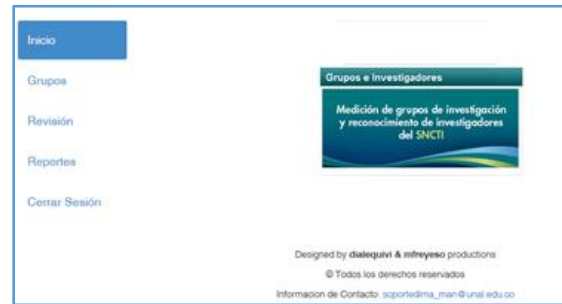 Inicio
Grupos
Revisión
Reportes
Cerrar Sesión
Grupos e Investigadores
Medición de grupos de investigación
y reconocimiento de investigadores
del SNCTI
Designed by dialequivi & mfreyeso productions
© Todos los derechos reservados
Informacion de Contacto: soportedima_man@unal.edu.co